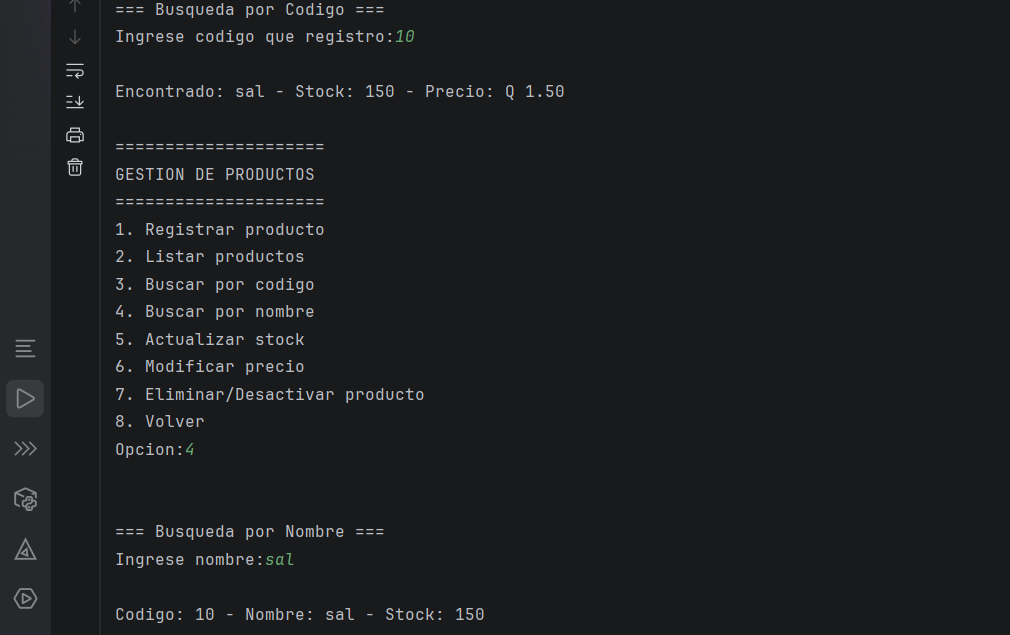 === Busqueda por Codigo ===
Ingrese codigo que registro:10
Encontrado: sal - Stock: 150 - Precio: Q 1.50
=====================
GESTION DE PRODUCTOS
=====================
1. Registrar producto
2. Listar productos
3. Buscar por codigo
4. Buscar por nombre
5. Actualizar stock
6. Modificar precio
7. Eliminar/Desactivar producto
8. Volver
Opcion:4
=== Busqueda por Nombre ===
Ingrese nombre:sal
Codigo: 10 - Nombre: sal - Stock: 150